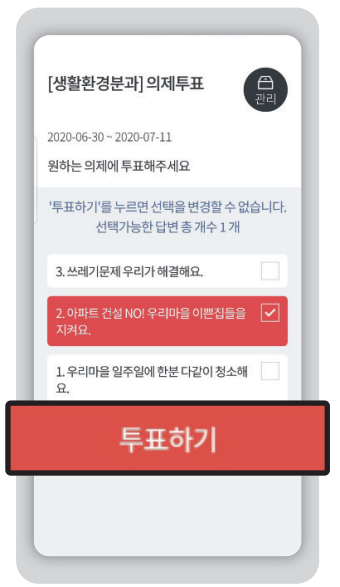 [생활환경분과] 의제투표
관리
2020-06-30 ~ 2020-07-11
원하는 의제에 투표해주세요
'투표하기'를 누르면 선택을 변경할 수 없습니다.
선택가능한 답변 총 개수 1 개
3. 쓰레기문제 우리가 해결해요.
2. 아파트 건설 NO! 우리마을 이쁜집들을
지켜요.
1. 우리마을 일주일에 한분 다같이 청소해
요.
투표하기